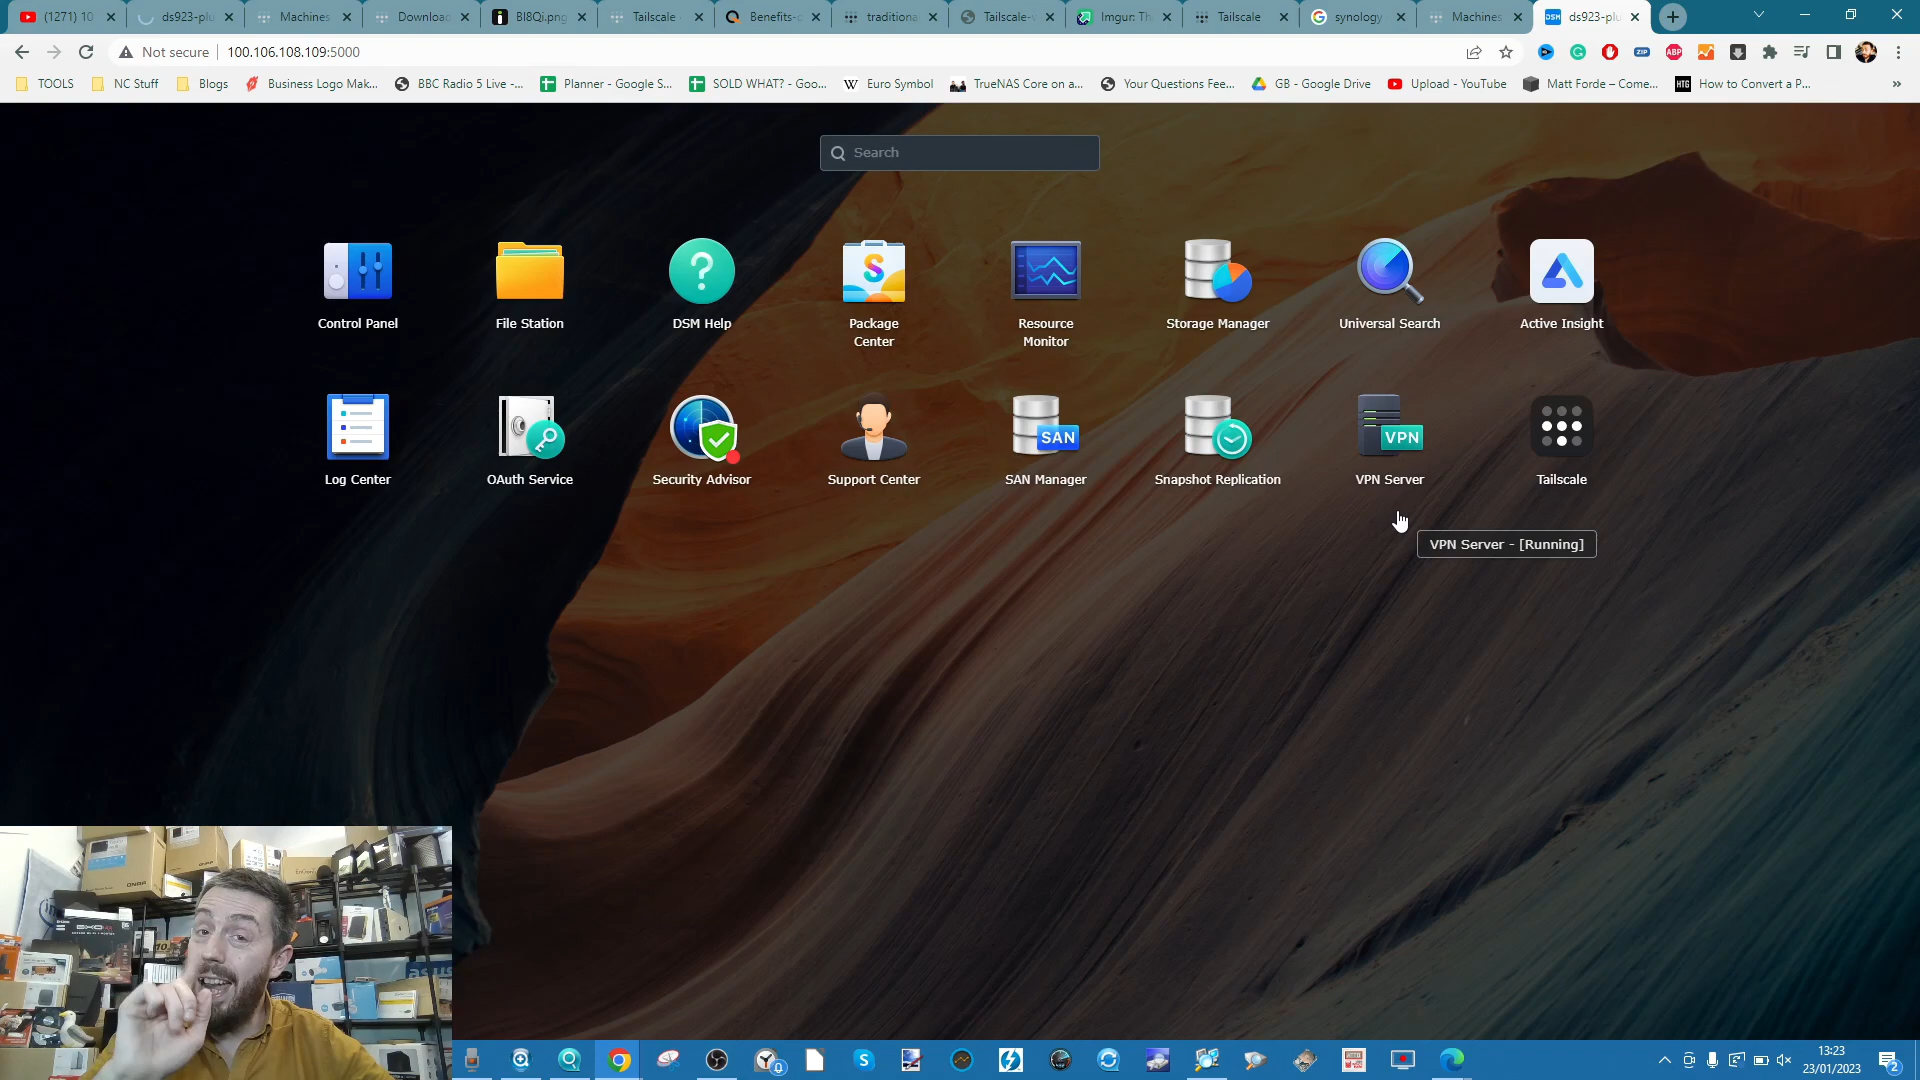 (1271) 10
ds923-plu
Machines
Download
Bl8Qi.png
Tailscale
Benefits-o
traditiona
Tailscale-v
Imgur: Th
Tailscale
synology
Machines
ds923-plu
Not secure
100.106.108.109:5000
TOOLS
NC Stuff
Blogs
Business Logo Mak...
BBC Radio 5 Live -...
Planner - Google S...
SOLD WHAT? - Goo...
Euro Symbol
TrueNAS Core on a...
Your Questions Fee...
GB - Google Drive
Upload - YouTube
Matt Forde – Come...
How to Convert a P...
Search
Control Panel
File Station
DSM Help
Package
Center
Resource
Monitor
Storage Manager
Universal Search
Active Insight
SAN
VPN
Log Center
OAuth Service
Security Advisor
Support Center
SAN Manager
Snapshot Replication
VPN Server
Tailscale
VPN Server - [Running]
13:23
23/01/2023
2